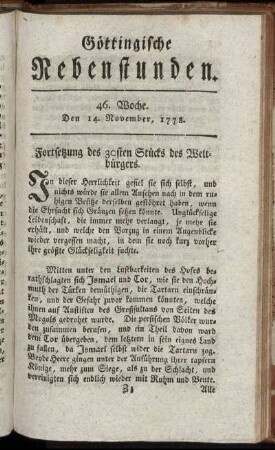 Göttingische
Nebenstunden.
46. Woche.
Den 14. November, 1778.
Fortsetzung des 30sten Stücks des Welt-
bürgers.
In dieser Herrlichkeit gefiel sie sich selbst, und
nichts würde sie allem Ansehen nach in dem ru-
higen Besitze derselben gestöret haben, wenn
die Ehrsucht sich Gränzen setzen könnte. Unglückselige
Leidenschaft, die immer mehr verlangt, je mehr sie
erhält, und welche den Vorzug in einem Augenblicke
wieder vergessen macht, in dem sie noch kurz vorher
ihre größte Glückseligkeit suchte.
Mitten unter den Lustbarkeiten des Hofes be-
rathschlagten sich Ismael und Tor, wie sie den Hoch-
muth der Türken demüthigen, die Tartarn einschrän-
ken, und der Gefahr zuvor kommen könnten, welche
ihnen auf Anstiften des Großsultans von Seiten des
Mogols gedrohet wurde. Die persischen Völker wur-
den zusammen berufen, und ein Theil davon ward
dem Tor übergeben, dem letztern in sein eignes Land
zu fallen, da Ismael selbst wider die Tartarn zog.
Beyde Heere giengen unter der Anführung ihrer tapfern
Könige, mehr zum Siege, als zu der Schlacht, und
vereinigten sich endlich wieder mit Ruhm und Beute.
Alle